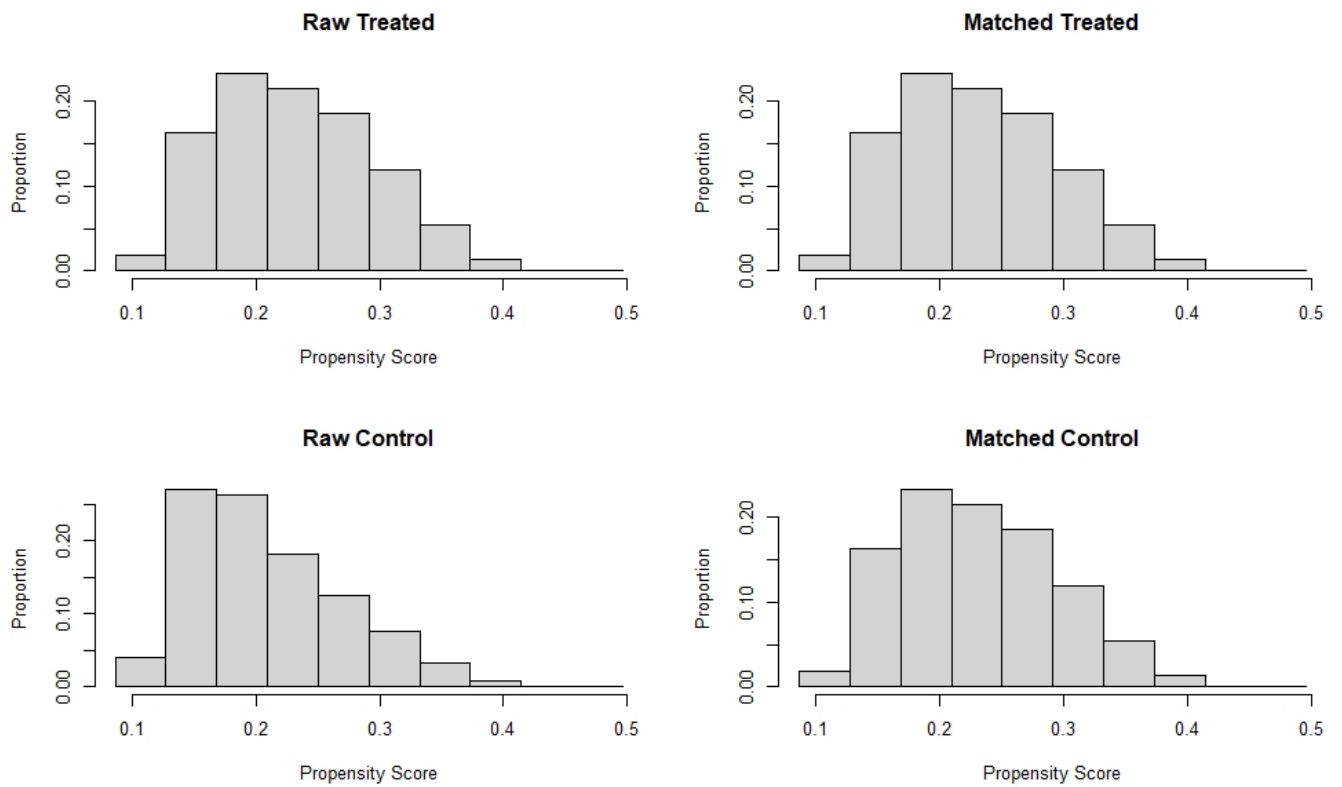 Raw Treated
Proportion
0.00 0.10 0.20
0.1 0.2 0.3 0.4 0.5
Propensity Score
Matched Treated
Proportion
0.00 0.10 0.20
0.1 0.2 0.3 0.4 0.5
Propensity Score
Raw Control
Proportion
0.00 0.10 0.20
0.1 0.2 0.3 0.4 0.5
Propensity Score
Matched Control
Proportion
0.00 0.10 0.20
0.1 0.2 0.3 0.4 0.5
Propensity Score